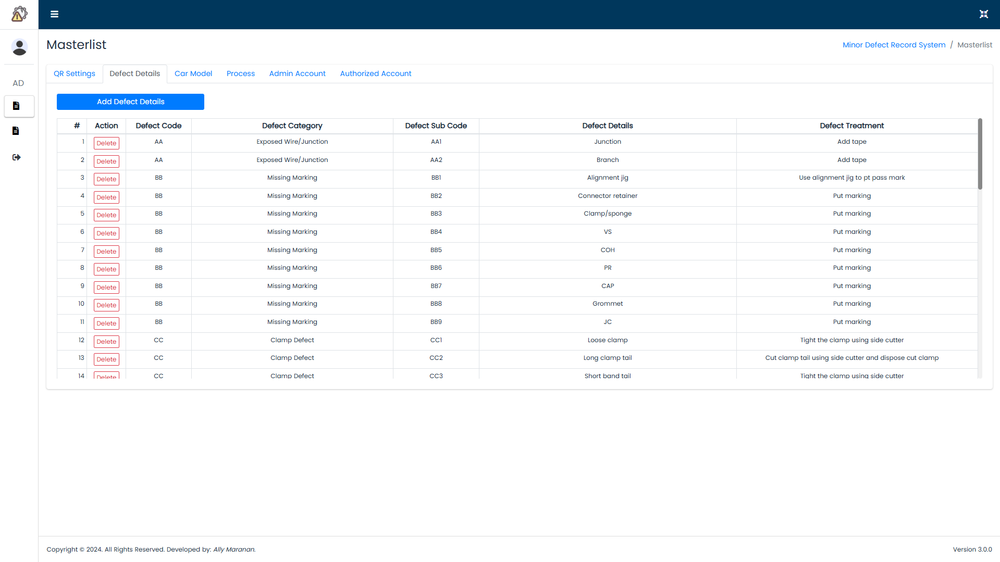 Masterlist
Minor Defect Record System / Masterlist
AD
QR Settings Defect Details Car Model Process Admin Account Authorized Account
Add Defect Details
# Action Defect Code Defect Category Defect Sub Code Defect Details Defect Treatment
1 Delete AA Exposed Wire/Junction AA1 Junction Add tape
2 Delete AA Exposed Wire/Junction AA2 Branch Add tape
3 Delete BB Missing Marking BB1 Alignment jig Use alignment jig to pt pass mark
4 Delete BB Missing Marking BB2 Connector retainer Put marking
5 Delete BB Missing Marking BB3 Clamp/sponge Put marking
6 Delete BB Missing Marking BB4 VS Put marking
7 Delete BB Missing Marking BB5 COH Put marking
8 Delete BB Missing Marking BB6 PR Put marking
9 Delete BB Missing Marking BB7 CAP Put marking
10 Delete BB Missing Marking BB8 Grommet Put marking
11 Delete BB Missing Marking BB9 JC Put marking
12 Delete CC Clamp Defect CC1 Loose clamp Tight the clamp using side cutter
13 Delete CC Clamp Defect CC2 Long clamp tail Cut clamp tail using side cutter and dispose cut clamp
14 Delete CC Clamp Defect CC3 Short band tail Tight the clamp using side cutter
Copyright © 2024. All Rights Reserved. Developed by: Ally Maranan.
Version 3.0.0